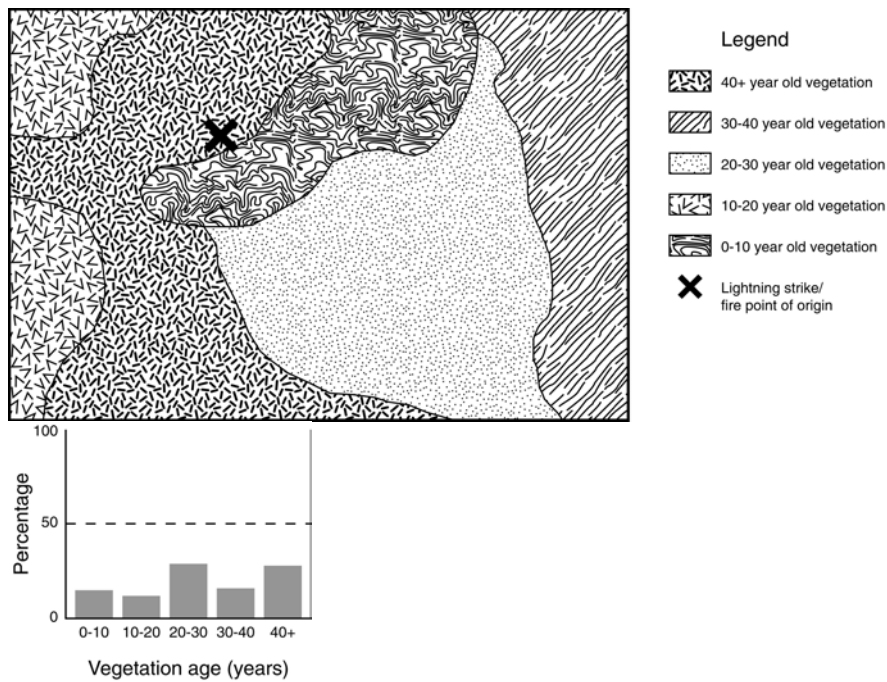 Legend
40+ year old vegetation
30-40 year old vegetation
20-30 year old vegetation
10-20 year old vegetation
0-10 year old vegetation
Lightning strike/
fire point of origin
100
50
0
Percentage
0-10 10-20 20-30 30-40 40+
Vegetation age (years)